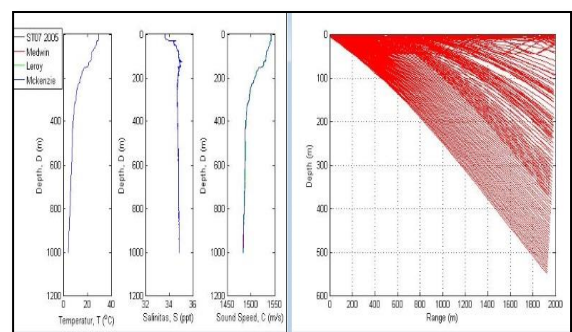 ST07 2005
Medwin
Leroy
Mckenzie
0
200
400
600
800
1000
1200
0 20 40
Depth, D (m)
Temperatur, T (°C)
0
200
400
600
800
1000
1200
32 34 36
Depth, D (m)
Salinitas, S (ppt)
0
200
400
600
800
1000
1200
1450 1500 1550
Depth, D (m)
Sound Speed, C (m/s)
0
100
200
300
400
500
600
0 200 400 600 800 1000 1200 1400 1600 1800 2000
Depth (m)
Range (m)